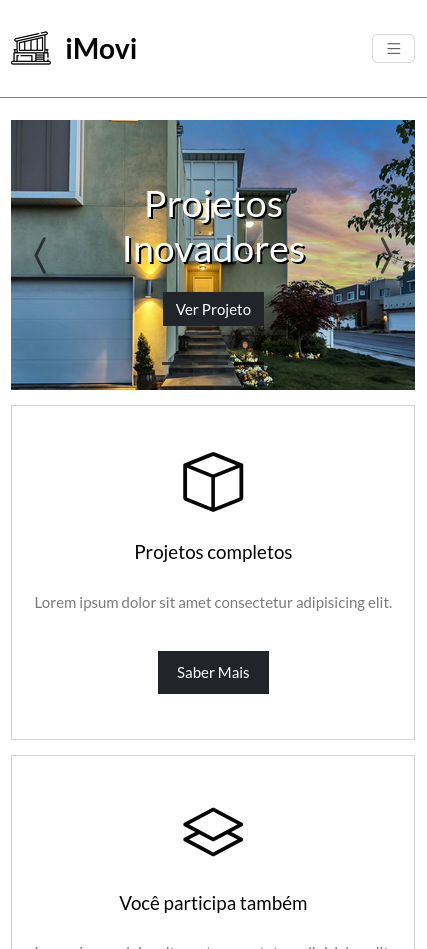 iMovi
Projetos
Inovadores
Ver Projeto
Projetos completos
Lorem ipsum dolor sit amet consectetur adipisicing elit.
Saber Mais
Você participa também